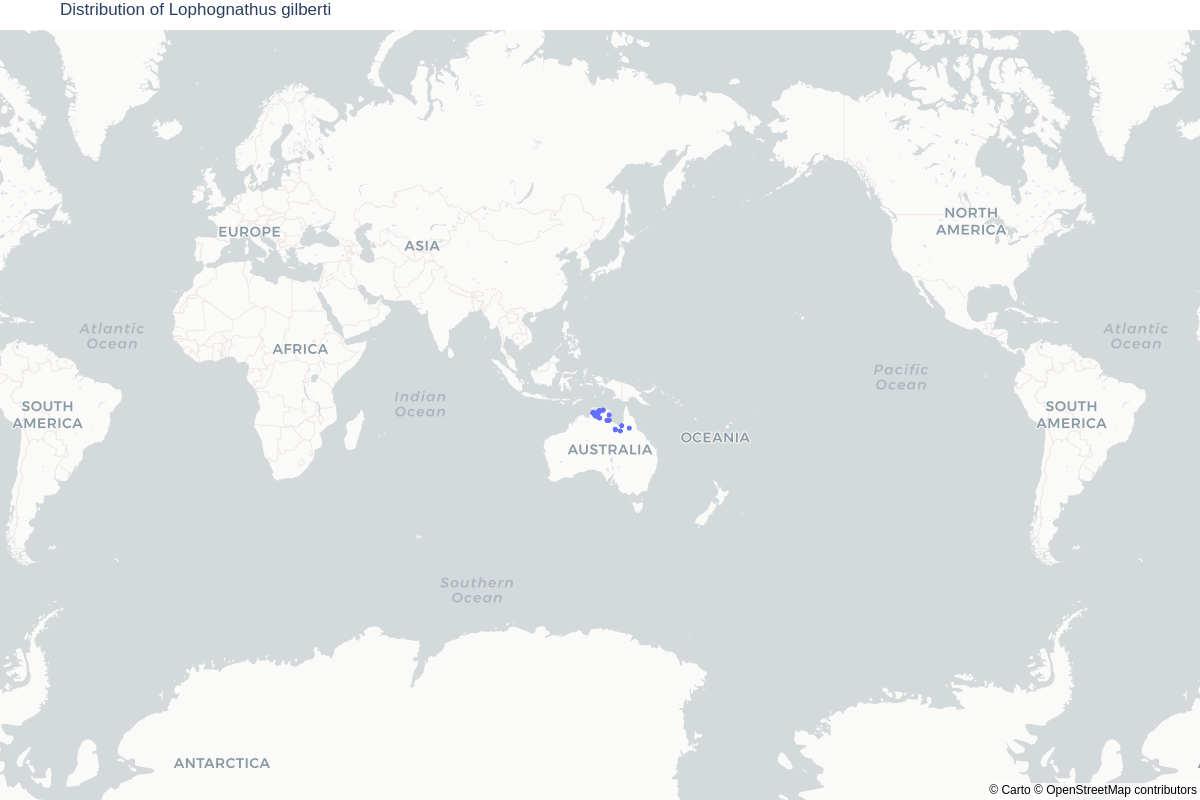 Distribution of Lophognathus gilberti
NORTH
AMERICA
EUROPE
ASIA
Atlantic
Ocean
Atlantic
Ocean
AFRICA
Pacific
Ocean
Indian
Ocean
SOUTH
AMERICA
SOUTH
AMERICA
OCEANIA
AUSTRALIA
Southern
Ocean
ANTARCTICA
© Carto © OpenStreetMap contributors